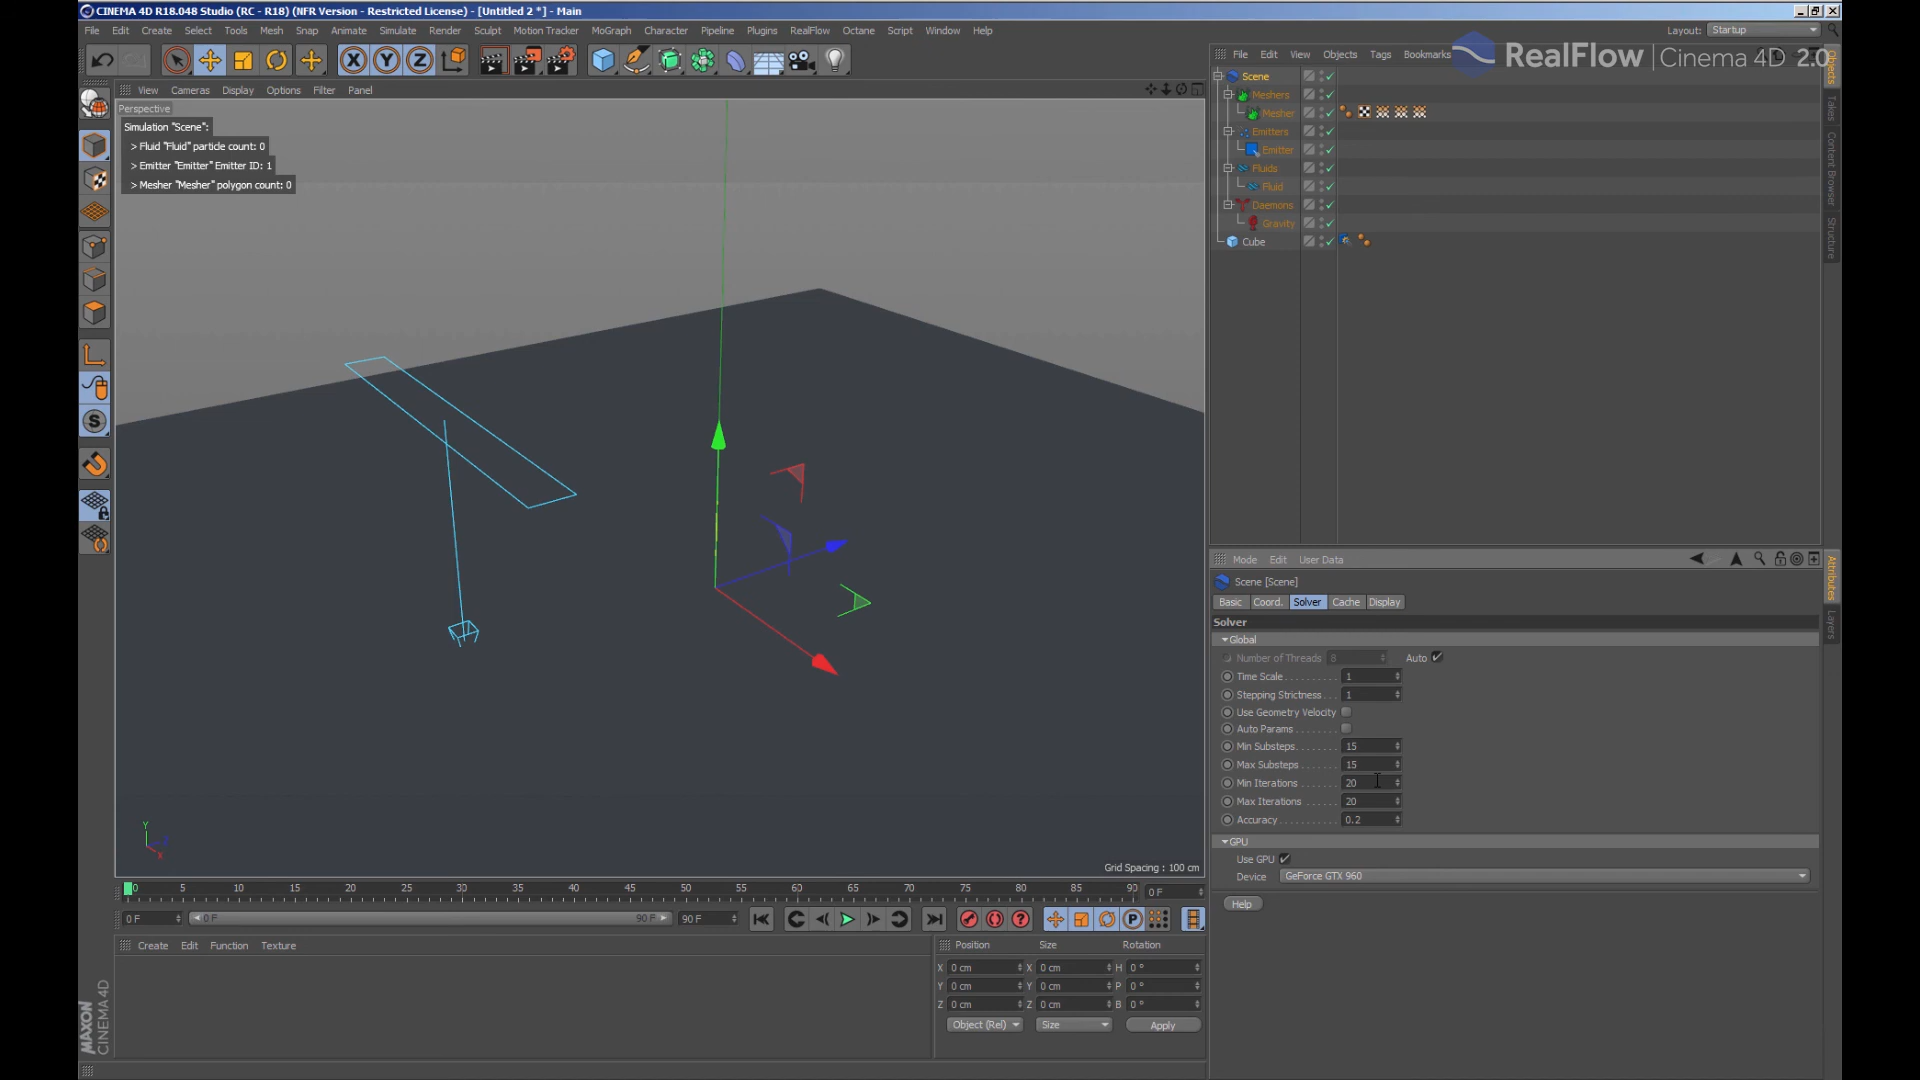 CINEMA 4D R18.048 Studio (RC - R18) (NFR Version - Restricted License) - [Untitled 2 *] - Main
File Edit Create Select Tools Mesh Snap Animate Simulate Render Sculpt Motion Tracker MoGraph Character Pipeline Plugins RealFlow Octane Script Window Help
Layout: Startup
View Cameras Display Options Filter Panel
Perspective
Simulation "Scene":
> Fluid "Fluid" particle count: 0
> Emitter "Emitter" Emitter ID: 1
> Mesher "Mesher" polygon count: 0
Y
Z
X
Grid Spacing : 100 cm
0 5 10 15 20 25 30 35 40 45 50 55 60 65 70 75 80 85 90
0 F
0 F 0 F 90 F 90 F
Create Edit Function Texture
MAXON
CINEMA 4D
Position Size Rotation
X 0 cm X 0 cm H 0 °
Y 0 cm Y 0 cm P 0 °
Z 0 cm Z 0 cm B 0 °
Object (Rel) Size Apply
File Edit View Objects Tags Bookmarks
RealFlow | Cinema 4D 2.0
Scene
Meshers
Mesher
Emitters
Emitter
Fluids
Fluid
Daemons
Gravity
Cube
Objects
Takes
Content Browser
Structure
Mode Edit User Data
Scene [Scene]
Basic Coord. Solver Cache Display
Solver
Global
Number of Threads 8 Auto
Time Scale 1
Stepping Strictness 1
Use Geometry Velocity
Auto Params
Min Substeps 15
Max Substeps 15
Min Iterations 20
Max Iterations 20
Accuracy 0.2
GPU
Use GPU
Device GeForce GTX 960
Help
Attributes
Layers